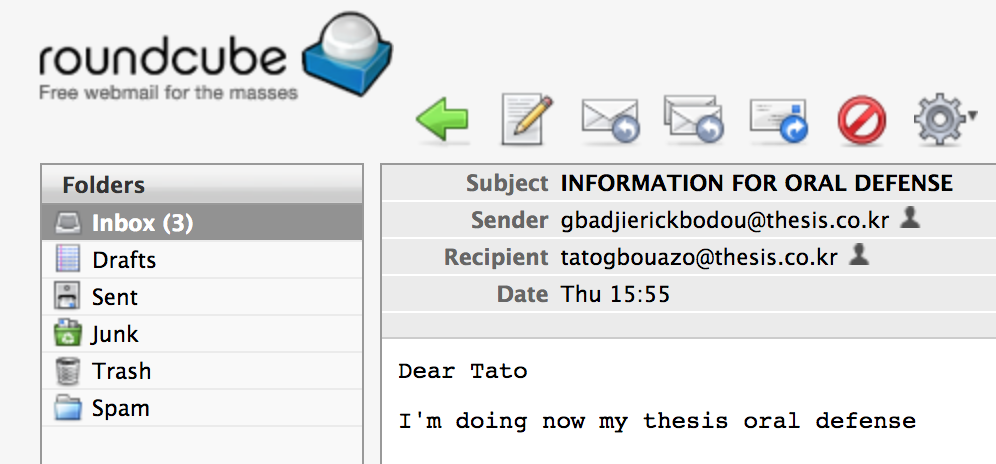 roundcube
Free webmail for the masses
Folders
Inbox (3)
Drafts
Sent
Junk
Trash
Spam
Subject INFORMATION FOR ORAL DEFENSE
Sender gbadjierickbodou@thesis.co.kr
Recipient tatogbouazo@thesis.co.kr
Date Thu 15:55
Dear Tato
I'm doing now my thesis oral defense